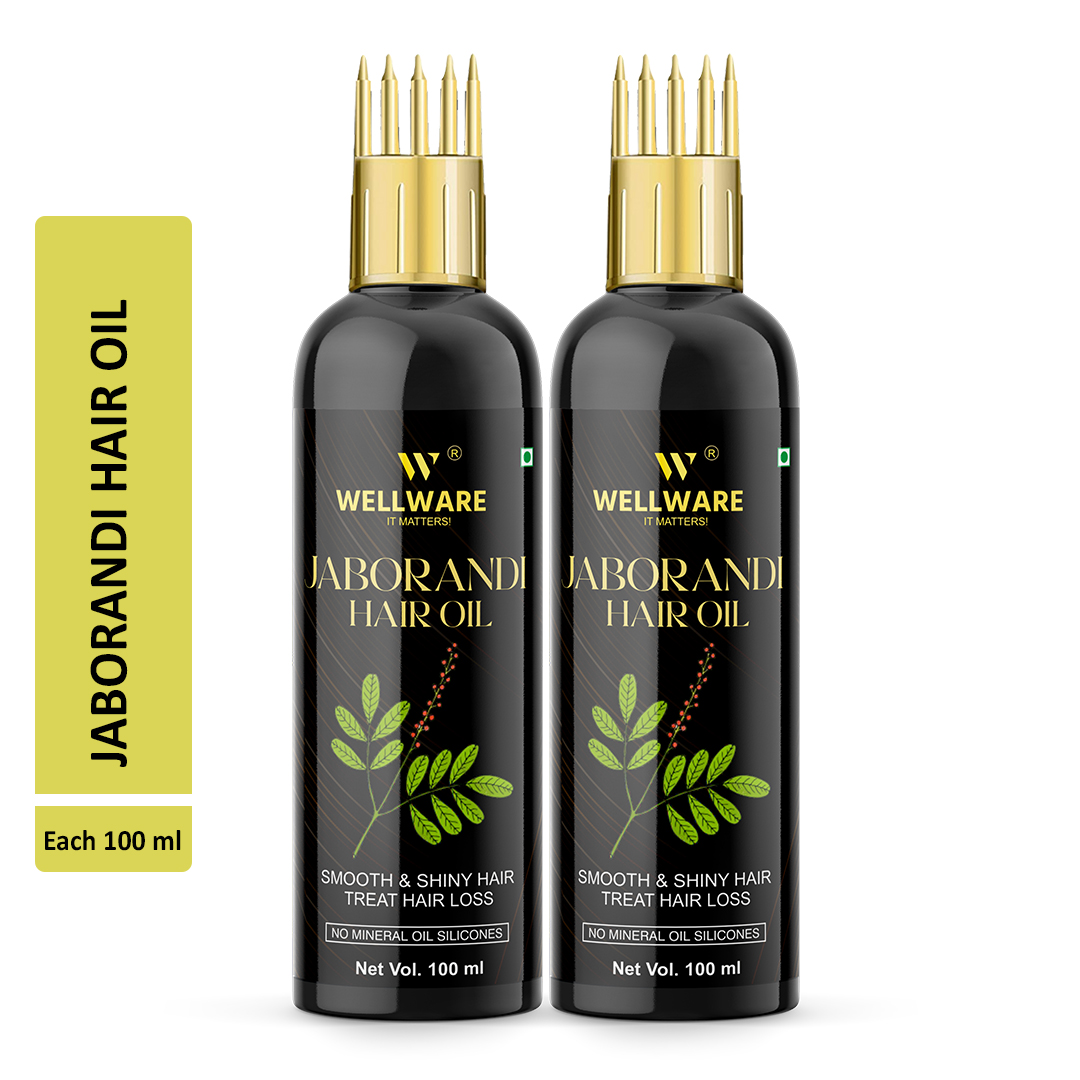 JABORANDI HAIR OIL
Each 100 ml
W ®
WELLWARE
IT MATTERS!
JABORANDI
HAIR OIL
SMOOTH & SHINY HAIR
TREAT HAIR LOSS
NO MINERAL OIL SILICONES
Net Vol. 100 ml
W ®
WELLWARE
IT MATTERS!
JABORANDI
HAIR OIL
SMOOTH & SHINY HAIR
TREAT HAIR LOSS
NO MINERAL OIL SILICONES
Net Vol. 100 ml